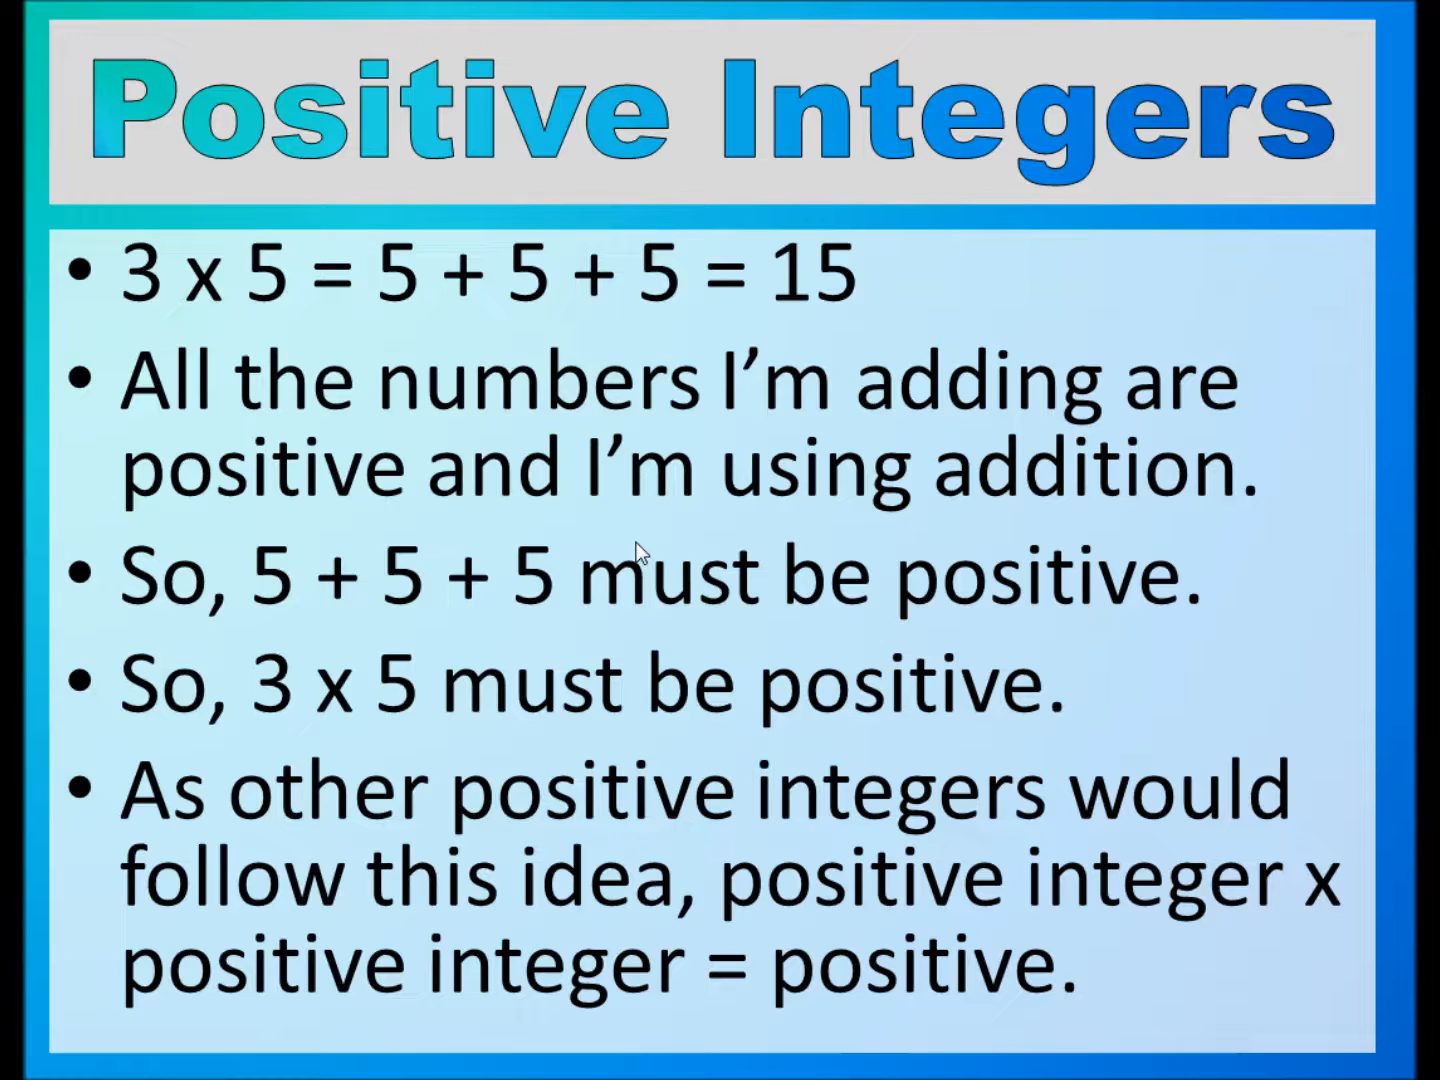 Positive Integers
• 3 x 5 = 5 + 5 + 5 = 15
• All the numbers I’m adding are
positive and I’m using addition.
• So, 5 + 5 + 5 must be positive.
• So, 3 x 5 must be positive.
• As other positive integers would
follow this idea, positive integer x
positive integer = positive.